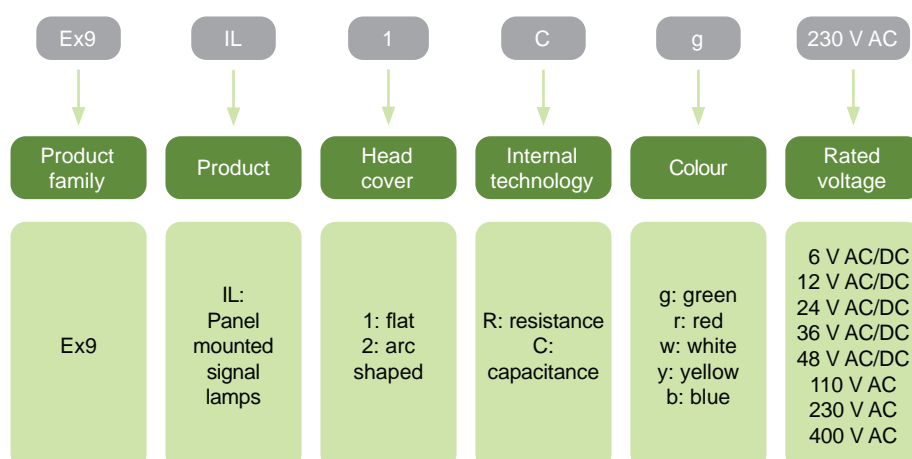 Ex9 IL 1 C g 230 V AC
Product family
Product
Head cover
Internal technology
Colour
Rated voltage
Ex9
IL:
Panel
mounted
signal
lamps
1: flat
2: arc
shaped
R: resistance
C:
capacitance
g: green
r: red
w: white
y: yellow
b: blue
6 V AC/DC
12 V AC/DC
24 V AC/DC
36 V AC/DC
48 V AC/DC
110 V AC
230 V AC
400 V AC